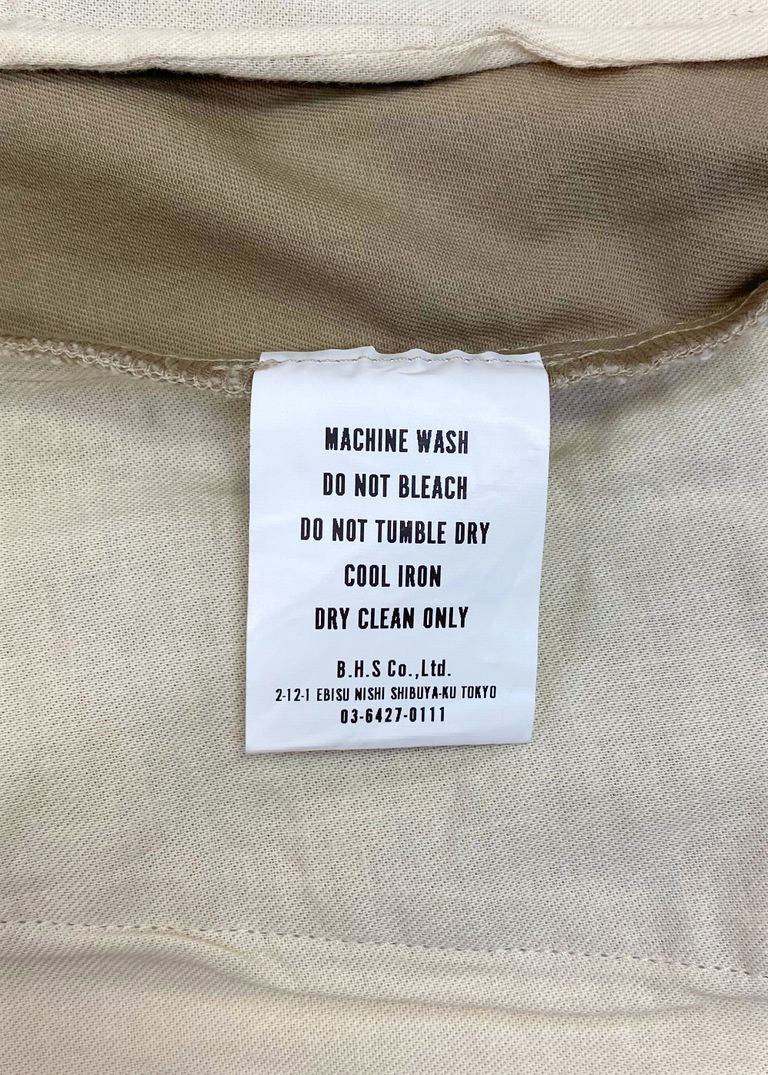 MACHINE WASH
DO NOT BLEACH
DO NOT TUMBLE DRY
COOL IRON
DRY CLEAN ONLY
B.H.S Co.,Ltd.
2-12-1 EBISU NISHI SHIBUYA-KU TOKYO
03-6427-0111